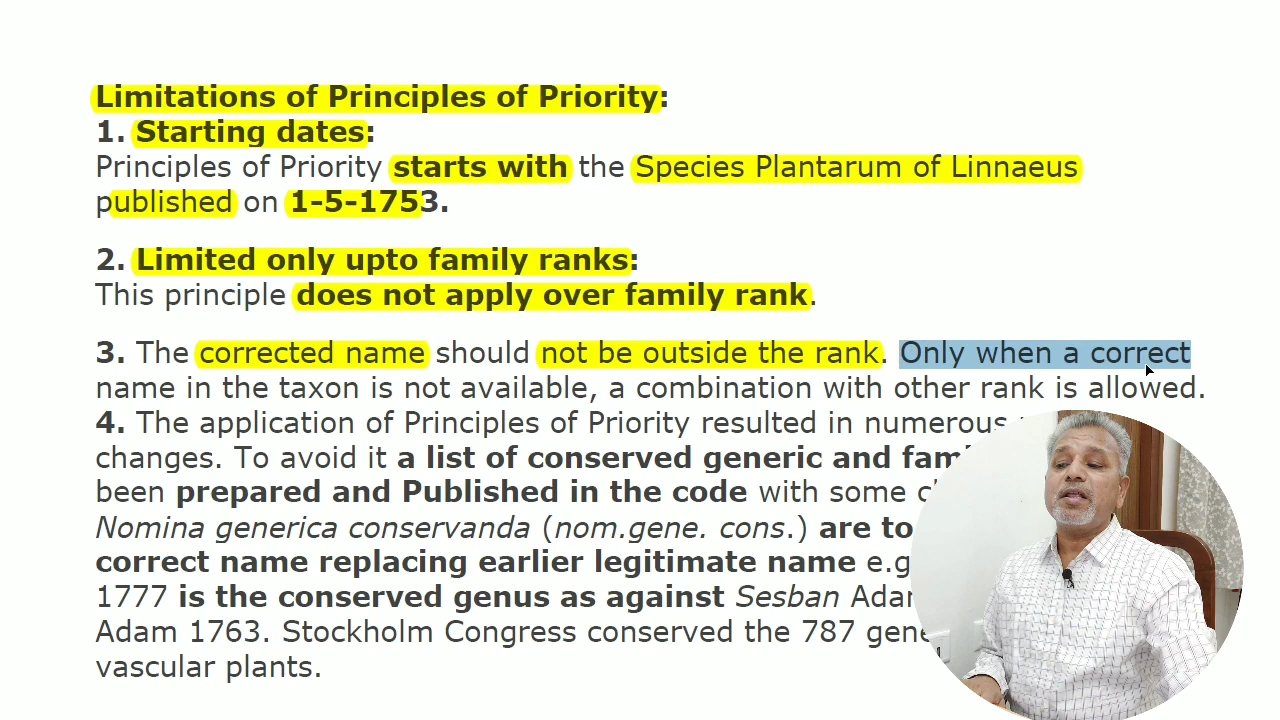 Limitations of Principles of Priority:
1. Starting dates:
Principles of Priority starts with the Species Plantarum of Linnaeus
published on 1-5-1753.
2. Limited only upto family ranks:
This principle does not apply over family rank.
3. The corrected name should not be outside the rank. Only when a correct
name in the taxon is not available, a combination with other rank is allowed.
4. The application of Principles of Priority resulted in numerous
changes. To avoid it a list of conserved generic and
been prepared and Published in the code with some
Nomina generica conservanda (nom.gene. cons.) are to
correct name replacing earlier legitimate name e.g
1777 is the conserved genus as against Sesban
Adam 1763. Stockholm Congress conserved the 787
vascular plants.